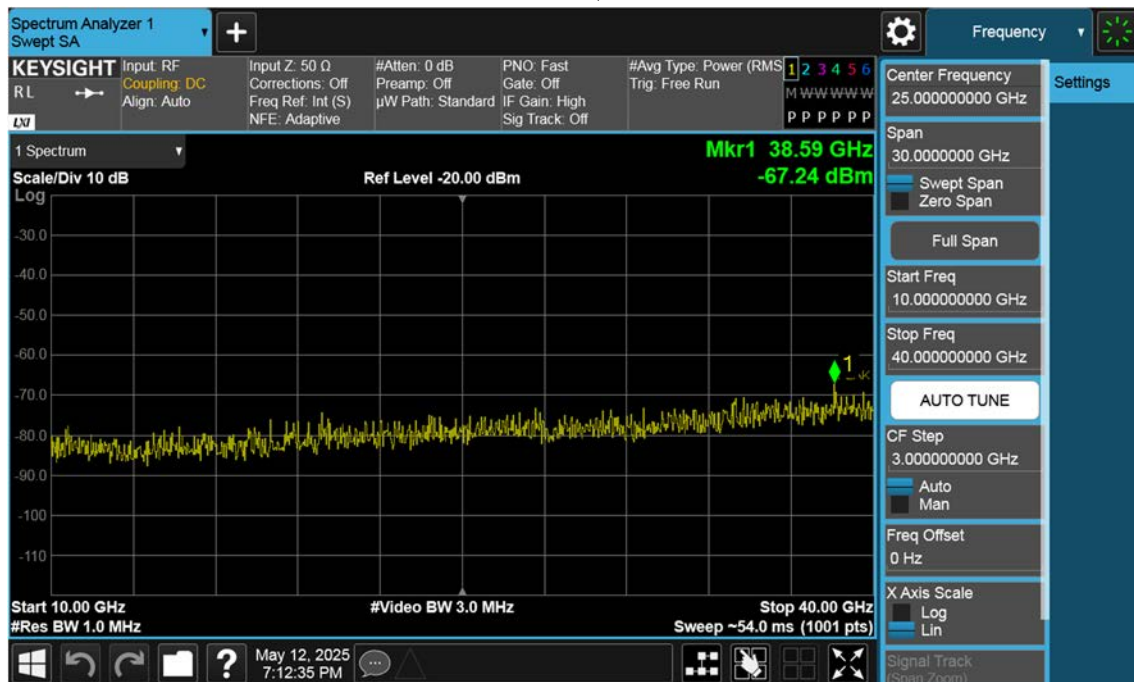 Spectrum Analyzer 1
Swept SA
+
Frequency
KEYSIGHT
RL
LXI
Input: RF
Coupling: DC
Align: Auto
Input Z: 50 Ω
Corrections: Off
Freq Ref: Int (S)
NFE: Adaptive
#Atten: 0 dB
Preamp: Off
µW Path: Standard
PNO: Fast
Gate: Off
IF Gain: High
Sig Track: Off
#Avg Type: Power (RMS
Trig: Free Run
1 2 3 4 5 6
M W W W W W
P P P P P P
1 Spectrum
Scale/Div 10 dB
Ref Level -20.00 dBm
Mkr1 38.59 GHz
-67.24 dBm
Log
-30.0
-40.0
-50.0
-60.0
-70.0
-80.0
-90.0
-100
-110
1
Start 10.00 GHz
#Res BW 1.0 MHz
#Video BW 3.0 MHz
Stop 40.00 GHz
Sweep ~54.0 ms (1001 pts)
?
May 12, 2025
7:12:35 PM
Center Frequency
25.000000000 GHz
Settings
Span
30.0000000 GHz
Swept Span
Zero Span
Full Span
Start Freq
10.000000000 GHz
Stop Freq
40.000000000 GHz
AUTO TUNE
CF Step
3.000000000 GHz
Auto
Man
Freq Offset
0 Hz
X Axis Scale
Log
Lin
Signal Track
(Span Zoom)